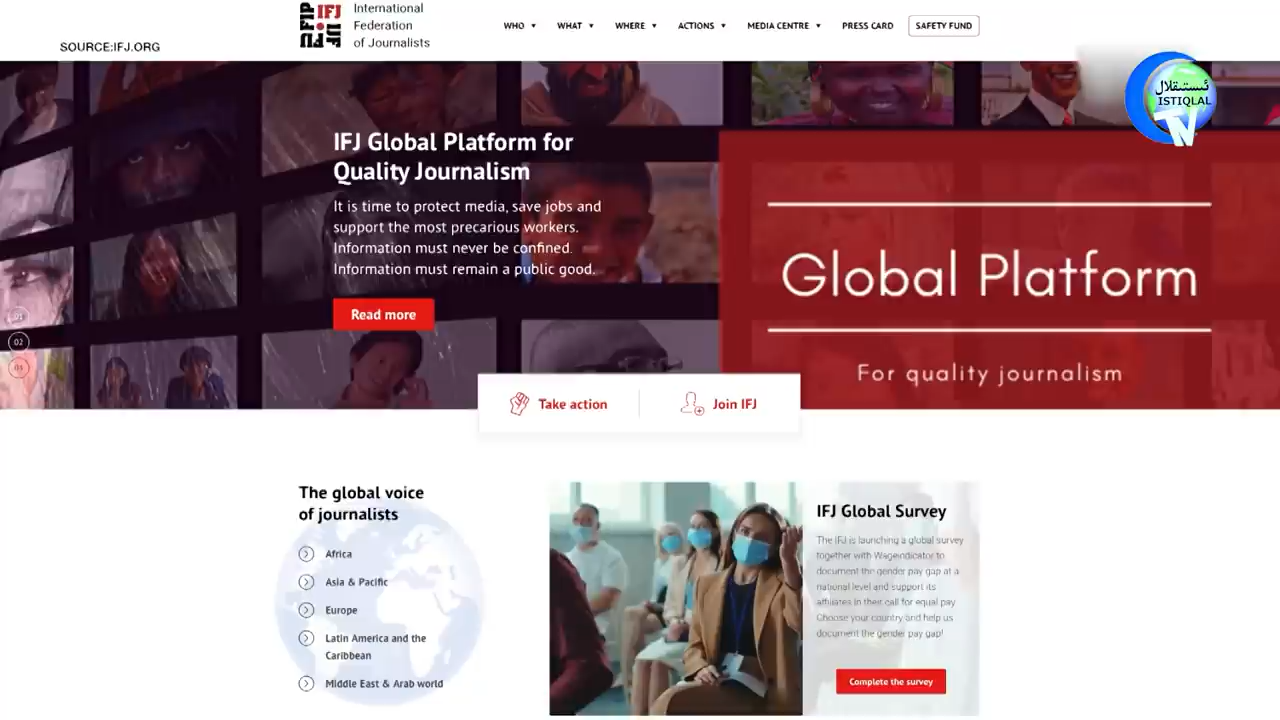 International
Federation
of Journalists
IFJ
FIP
WHO
WHAT
WHERE
ACTIONS
MEDIA CENTRE
PRESS CARD
SAFETY FUND
SOURCE:IFJ.ORG
ئىستىقلال
ISTIQLAL
TV
IFJ Global Platform for
Quality Journalism
It is time to protect media, save jobs and
support the most precarious workers.
Information must never be confined.
Information must remain a public good.
Read more
01
02
03
Global Platform
For quality journalism
Take action
Join IFJ
The global voice
of journalists
Africa
Asia & Pacific
Europe
Latin America and the
Caribbean
Middle East & Arab world
IFJ Global Survey
The IFJ is launching a global survey
together with Wageindicator to
document the gender pay gap at a
national level and support its
affiliates in their call for equal pay.
Choose your country and help us
document the gender pay gap!
Complete the survey